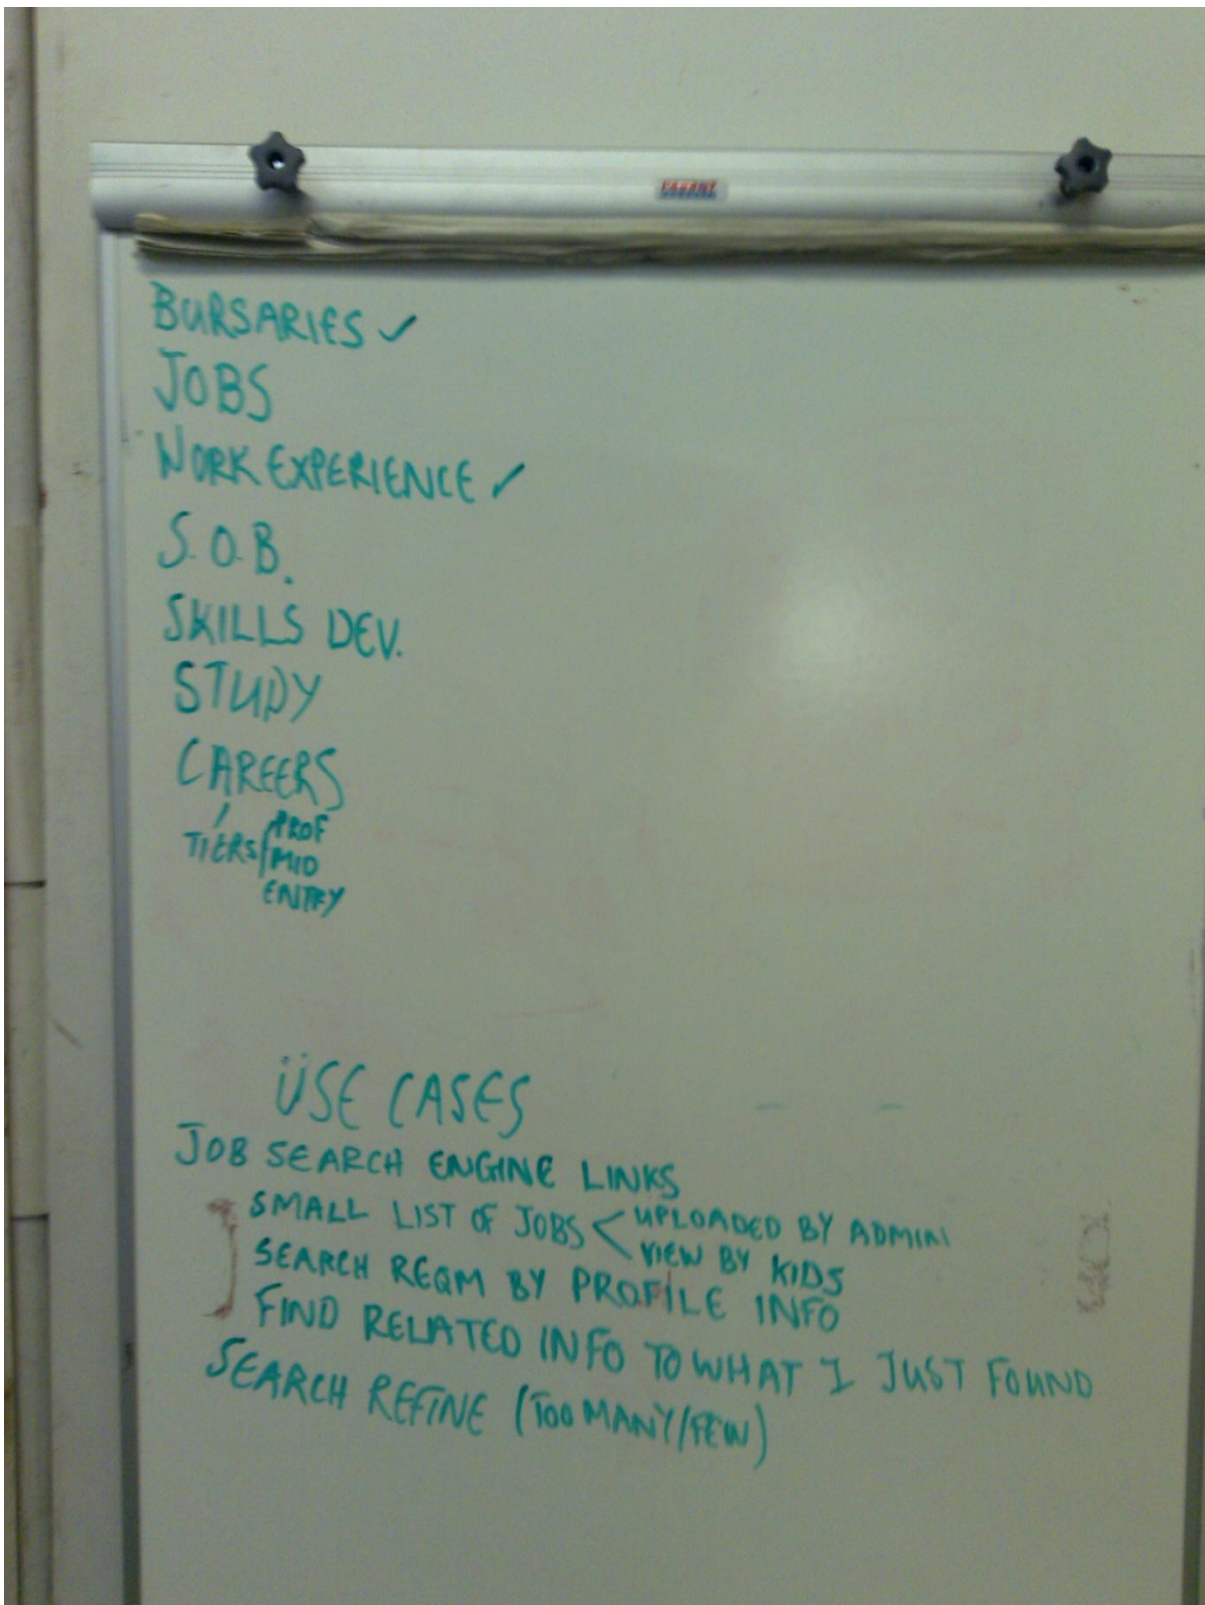 PARROT
BURSARIES ✓
JOBS
WORK EXPERIENCE ✓
S.O.B.
SKILLS DEV.
STUDY
CAREERS
PROF
TIERS MID
ENTRY
USE CASES
JOB SEARCH ENGINE LINKS
SMALL LIST OF JOBS < UPLOADED BY ADMIN
VIEW BY KIDS
SEARCH REQM BY PROFILE INFO
FIND RELATED INFO TO WHAT I JUST FOUND
SEARCH REFINE (TOO MANY/FEW)